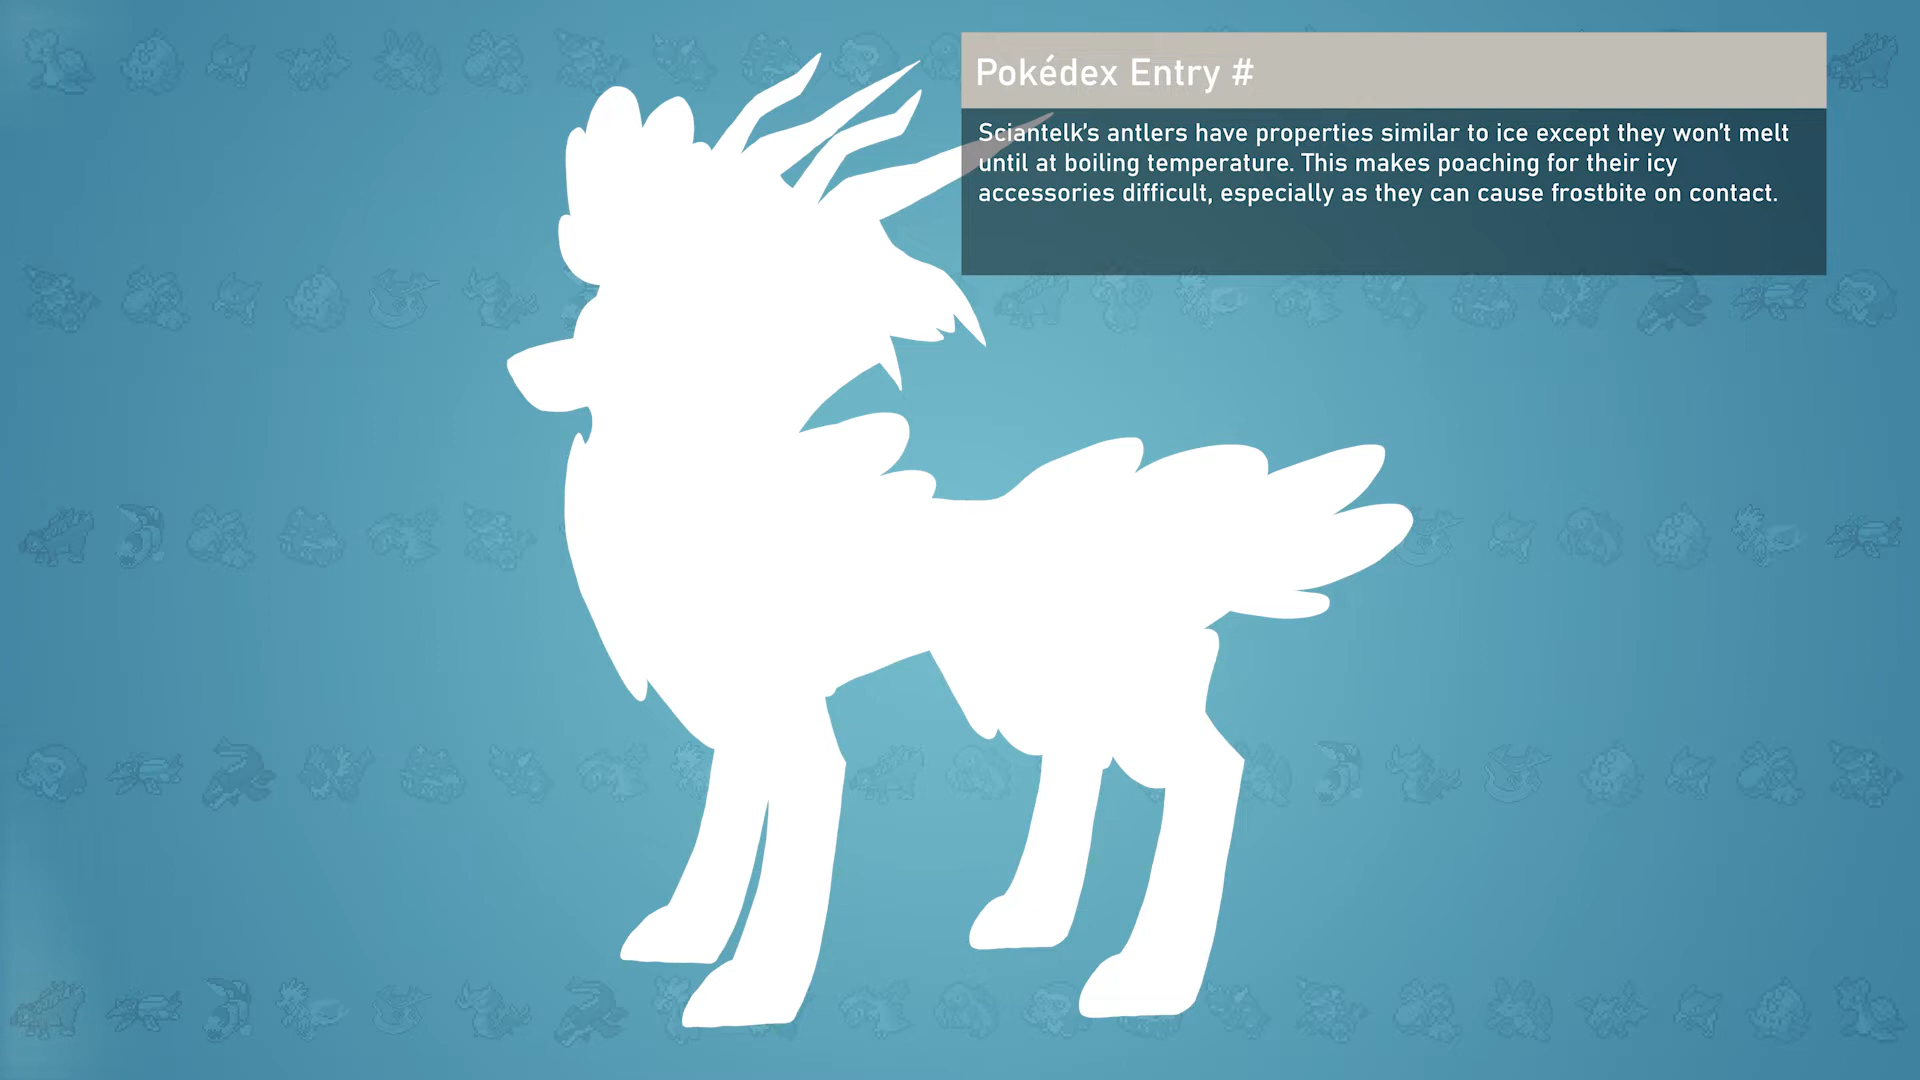 Pokédex Entry #
Sciantelk's antlers have properties similar to ice except they won't melt
until at boiling temperature. This makes poaching for their icy
accessories difficult, especially as they can cause frostbite on contact.